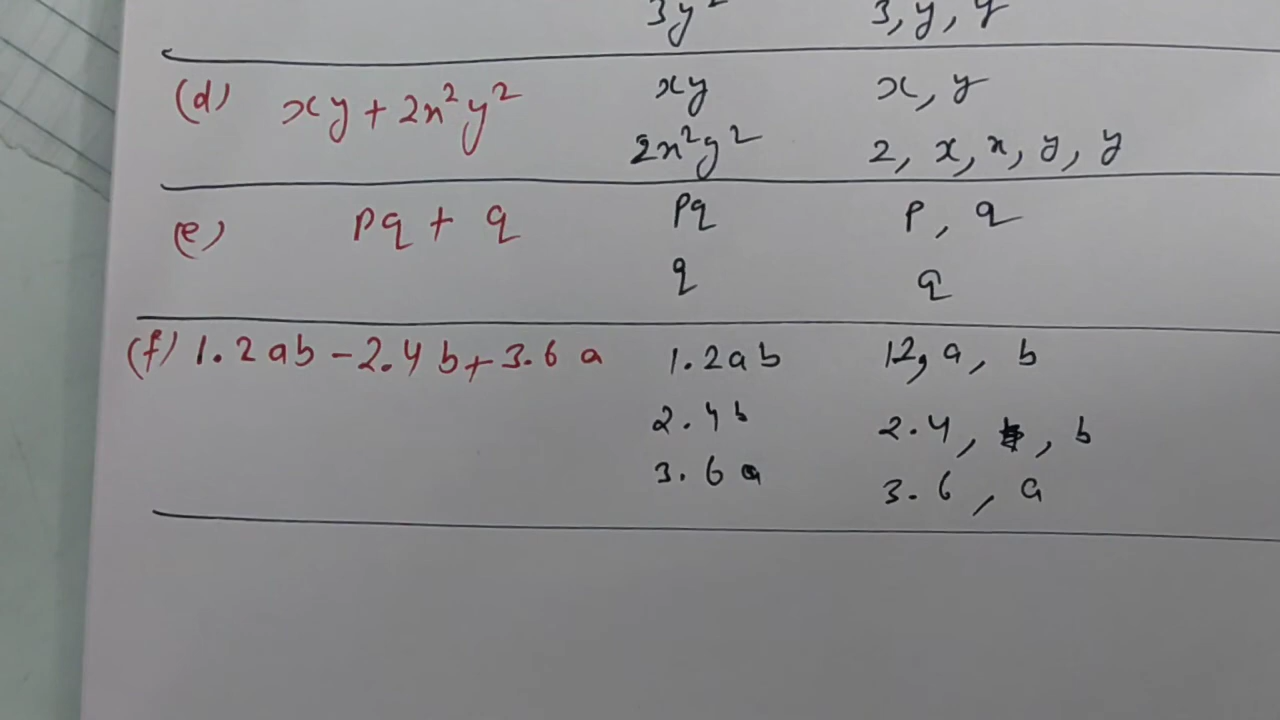 3y² 3, y, y
(d) xy + 2x²y² xy x, y
2x²y² 2, x, x, y, y
(e) pq + q pq p, q
q q
(f) 1.2ab - 2.4b + 3.6a 1.2ab 12, a, b
2.4b 2.4, , b
3.6a 3.6, a